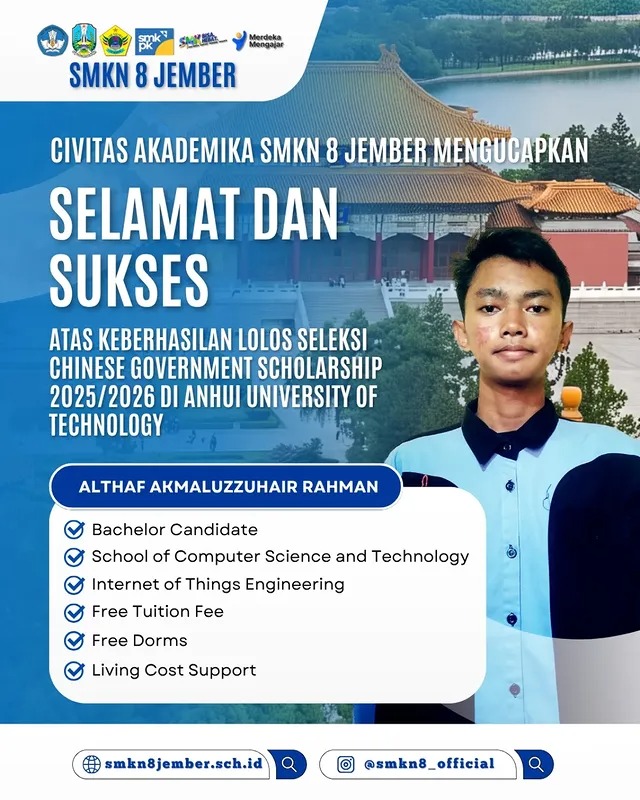 smk
pk
Merdeka
Mengajar
SMKN 8 JEMBER
CIVITAS AKADEMIKA SMKN 8 JEMBER MENGUCAPKAN
SELAMAT DAN
SUKSES
ATAS KEBERHASILAN LOLOS SELEKSI
CHINESE GOVERNMENT SCHOLARSHIP
2025/2026 DI ANHUI UNIVERSITY OF
TECHNOLOGY
ALTHAF AKMALUZZUHAIR RAHMAN
Bachelor Candidate
School of Computer Science and Technology
Internet of Things Engineering
Free Tuition Fee
Free Dorms
Living Cost Support
smkn8jember.sch.id
@smkn8_official